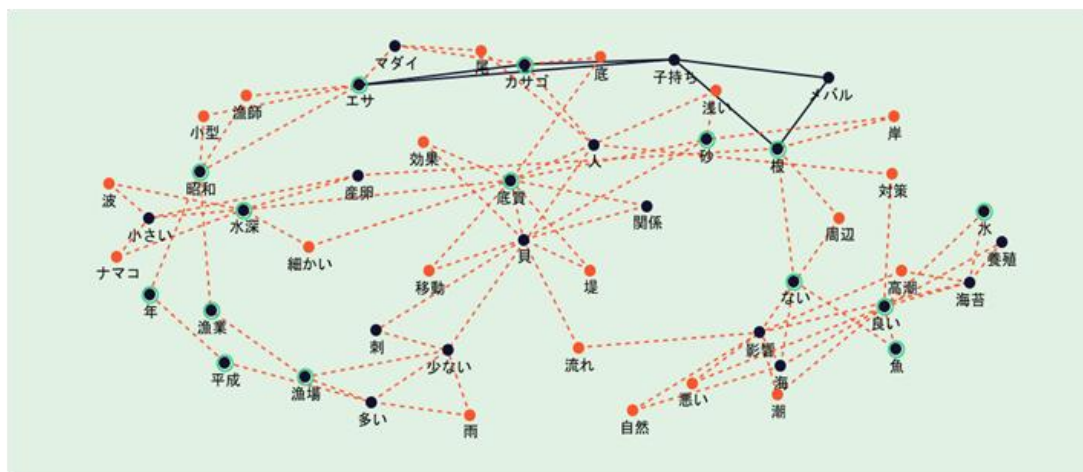 マダイ
尾
カサゴ
底
子持ち
メバル
エサ
漁師
浅い
小型
岸
効果
人
砂
根
昭和
産卵
底質
対策
波
小さい
水深
関係
周辺
氷
ナマコ
細かい
貝
移動
堤
養殖
年
漁業
ない
高潮
海苔
良い
刺
少ない
流れ
影響
魚
平成
漁場
海
多い
悪い
潮
雨
自然